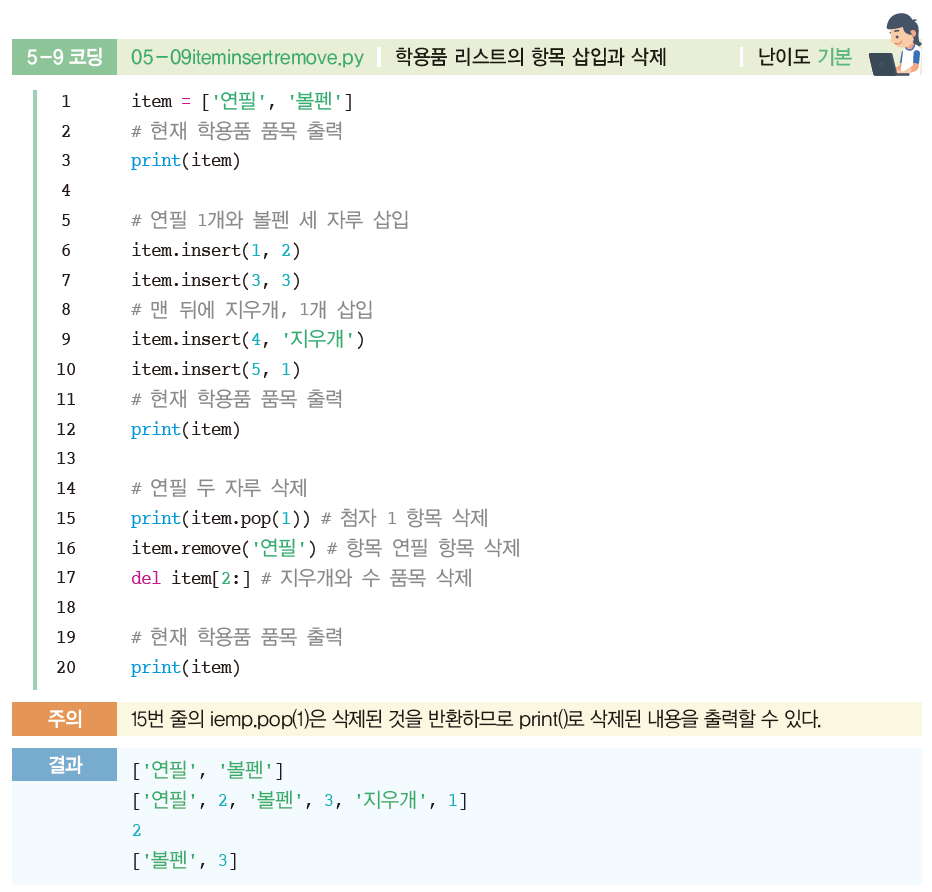 5-9 코딩 05-09iteminsertremove.py 학용품 리스트의 항목 삽입과 삭제 난이도 기본
1 item = ['연필', '볼펜']
2 # 현재 학용품 품목 출력
3 print(item)
4
5 # 연필 1개와 볼펜 세 자루 삽입
6 item.insert(1, 2)
7 item.insert(3, 3)
8 # 맨 뒤에 지우개, 1개 삽입
9 item.insert(4, '지우개')
10 item.insert(5, 1)
11 # 현재 학용품 품목 출력
12 print(item)
13
14 # 연필 두 자루 삭제
15 print(item.pop(1)) # 첨자 1 항목 삭제
16 item.remove('연필') # 항목 연필 항목 삭제
17 del item[2:] # 지우개와 수 품목 삭제
18
19 # 현재 학용품 품목 출력
20 print(item)
주의 15번 줄의 iemp.pop(1)은 삭제된 것을 반환하므로 print()로 삭제된 내용을 출력할 수 있다.
결과 ['연필', '볼펜']
['연필', 2, '볼펜', 3, '지우개', 1]
2
['볼펜', 3]